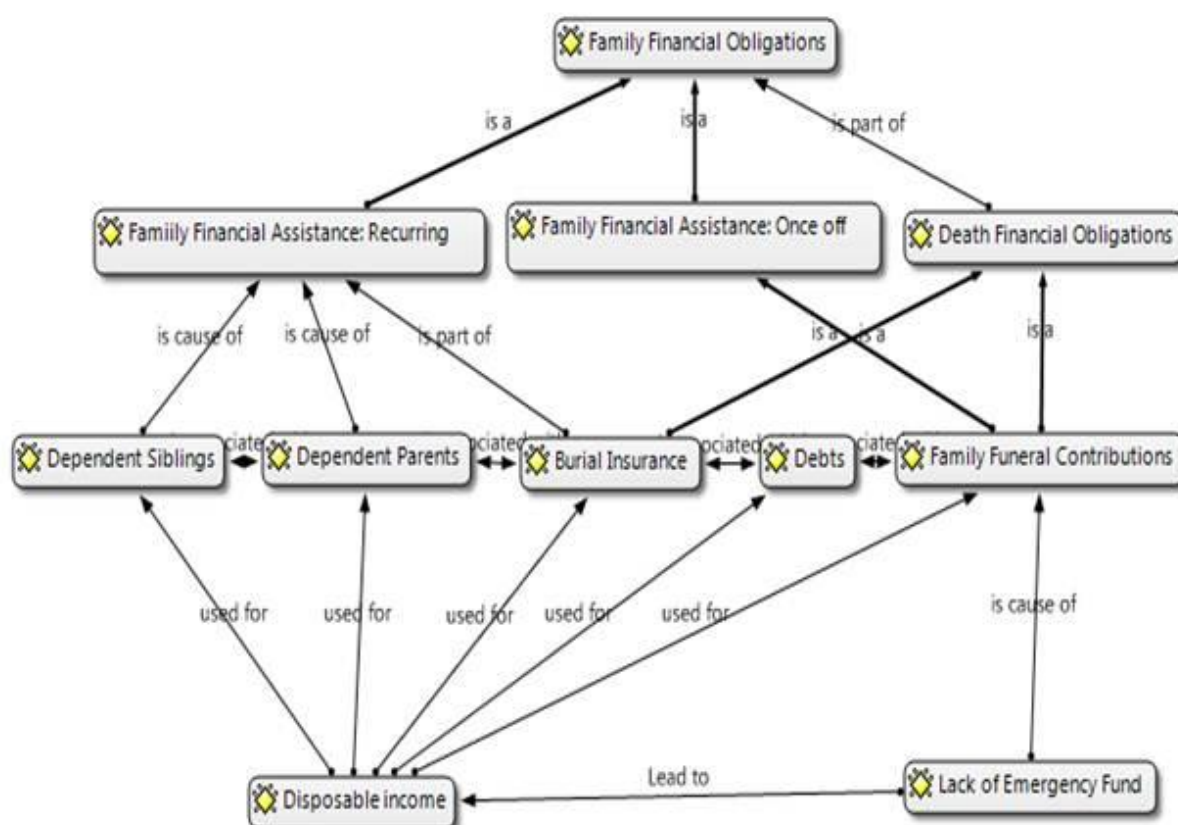 Family Financial Obligations
is a
is a
is part of
Famiily Financial Assistance: Recurring
Family Financial Assistance: Once off
Death Financial Obligations
is cause of
is cause of
is part of
is a
is a
is a
Dependent Siblings
Dependent Parents
Burial Insurance
Debts
Family Funeral Contributions
used for
used for
used for
used for
used for
is cause of
Disposable income
Lead to
Lack of Emergency Fund